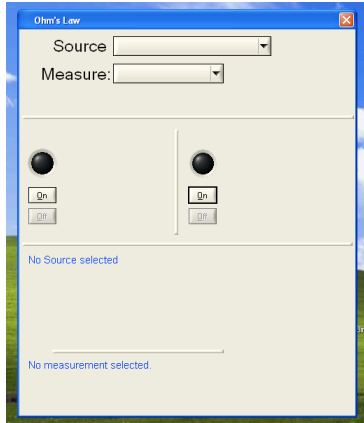 Ohm's Law
Source
Measure:
On On
Off Off
No Source selected
No measurement selected.